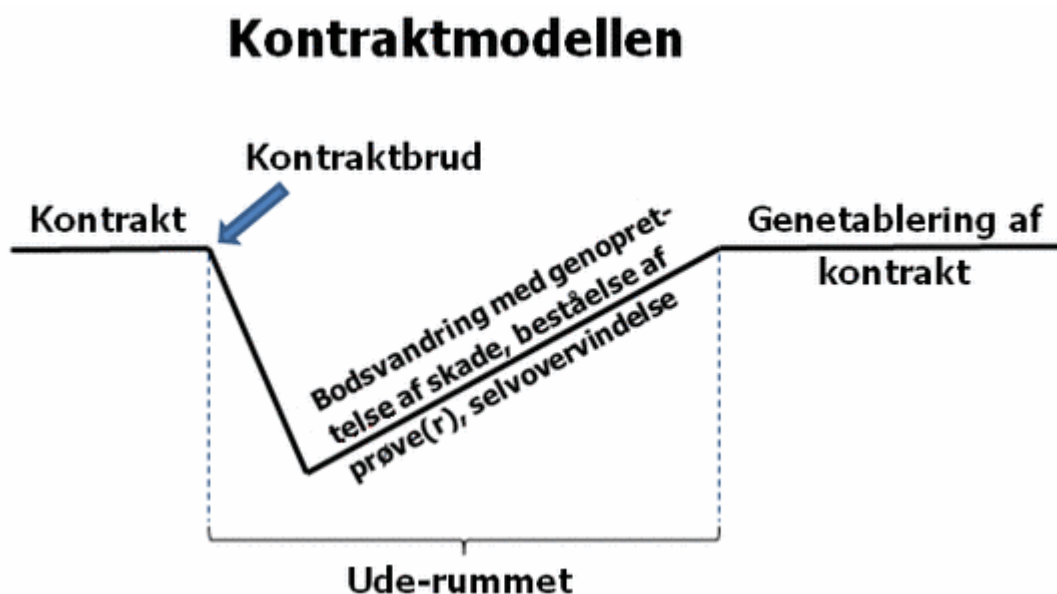 Kontraktmodellen
Kontraktbrud
Kontrakt
Bodsvandring med genopret-
telse af skade, beståelse af
prøve(r), selvovervindelse
Genetablering af
kontrakt
Ude-rummet